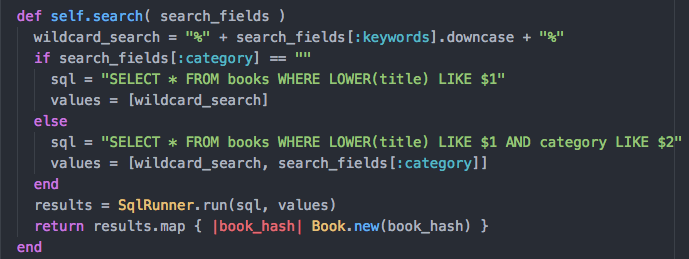 def self.search( search_fields )
  wildcard_search = "%" + search_fields[:keywords].downcase + "%"
  if search_fields[:category] == ""
    sql = "SELECT * FROM books WHERE LOWER(title) LIKE $1"
    values = [wildcard_search]
  else
    sql = "SELECT * FROM books WHERE LOWER(title) LIKE $1 AND category LIKE $2"
    values = [wildcard_search, search_fields[:category]]
  end
  results = SqlRunner.run(sql, values)
  return results.map { |book_hash| Book.new(book_hash) }
end